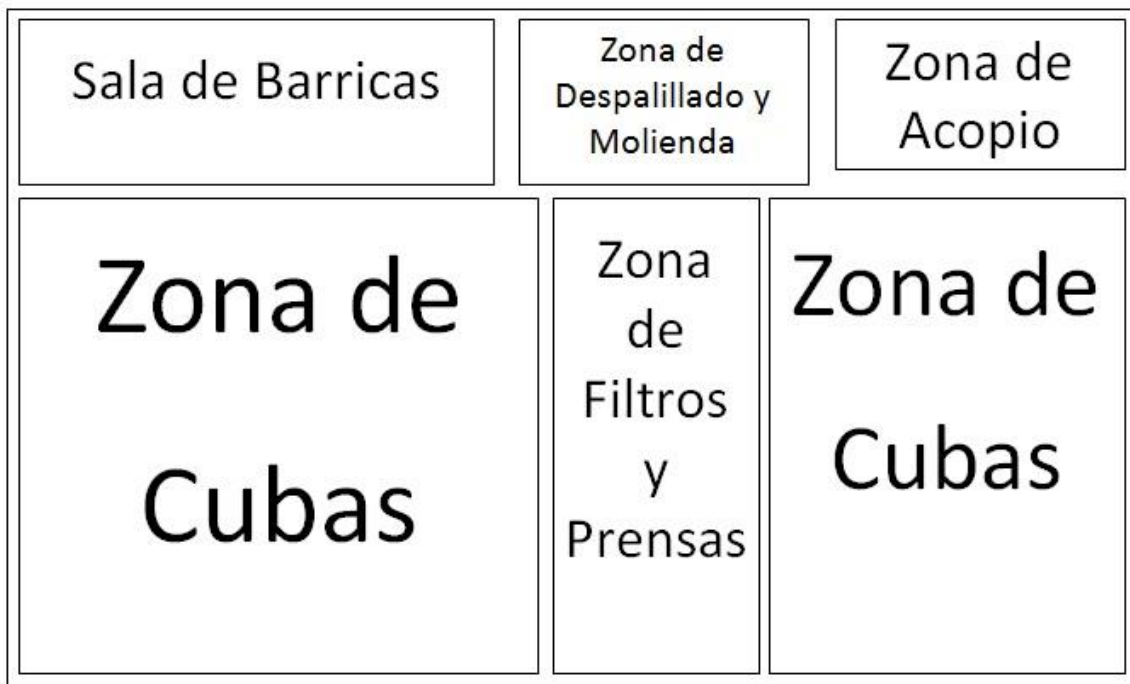 Sala de Barricas
Zona de
Despalillado y
Molienda
Zona de
Acopio
Zona de
Cubas
Zona
de
Filtros
y
Prensas
Zona de
Cubas